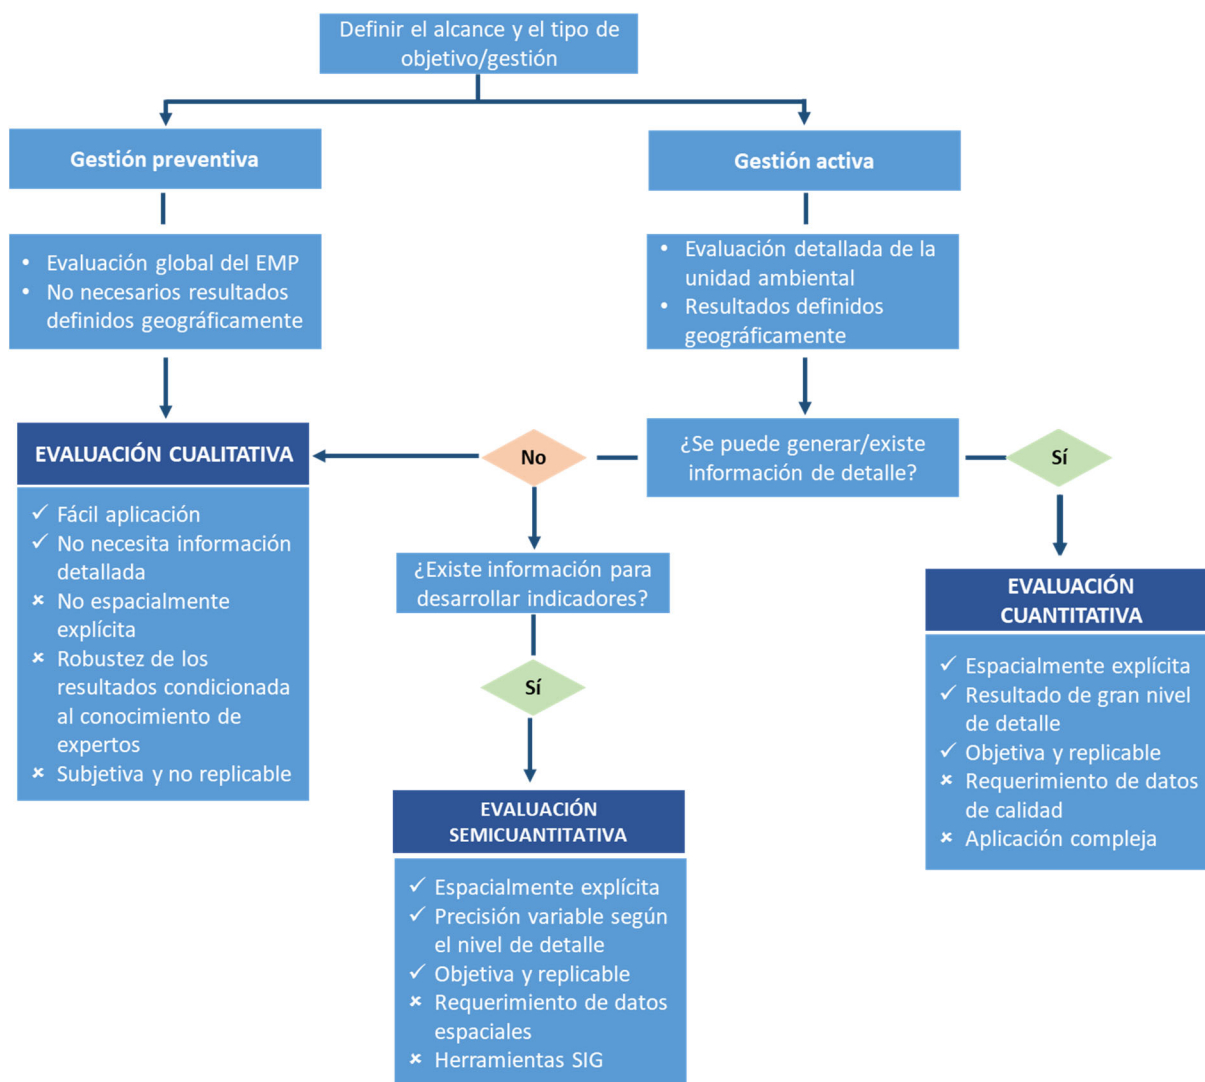 Definir el alcance y el tipo de
objetivo/gestión
Gestión preventiva
Gestión activa
• Evaluación global del EMP
• No necesarios resultados
definidos geográficamente
• Evaluación detallada de la
unidad ambiental
• Resultados definidos
geográficamente
EVALUACIÓN CUALITATIVA
✓ Fácil aplicación
✓ No necesita información
detallada
× No espacialmente
explícita
× Robustez de los
resultados condicionada
al conocimiento de
expertos
× Subjetiva y no replicable
No
¿Se puede generar/existe
información de detalle?
Sí
¿Existe información para
desarrollar indicadores?
Sí
EVALUACIÓN
SEMICUANTITATIVA
✓ Espacialmente explícita
✓ Precisión variable según
el nivel de detalle
✓ Objetiva y replicable
× Requerimiento de datos
espaciales
× Herramientas SIG
EVALUACIÓN
CUANTITATIVA
✓ Espacialmente explícita
✓ Resultado de gran nivel
de detalle
✓ Objetiva y replicable
× Requerimiento de datos
de calidad
× Aplicación compleja